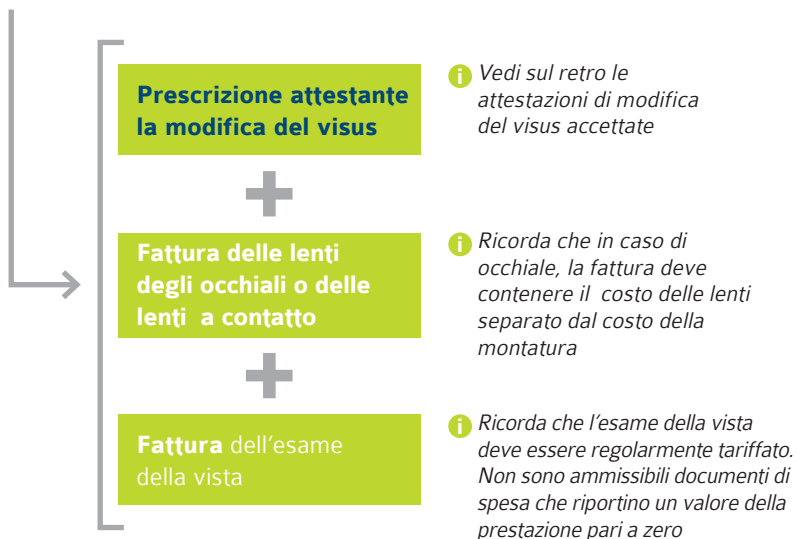 Prescrizione attestante
la modifica del visus
i Vedi sul retro le
attestazioni di modifica
del visus accettate
+
Fattura delle lenti
degli occhiali o delle
lenti a contatto
i Ricorda che in caso di
occhiale, la fattura deve
contenere il costo delle lenti
separato dal costo della
montatura
+
Fattura dell'esame
della vista
i Ricorda che l'esame della vista
deve essere regolarmente tariffato.
Non sono ammissibili documenti di
spesa che riportino un valore della
prestazione pari a zero